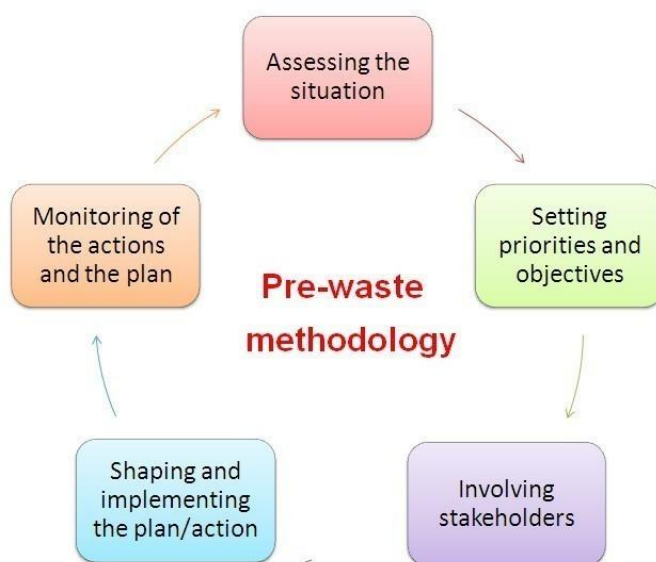 Assessing the
situation
Setting
priorities and
objectives
Involving
stakeholders
Shaping and
implementing
the plan/action
Monitoring of
the actions
and the plan
Pre-waste
methodology